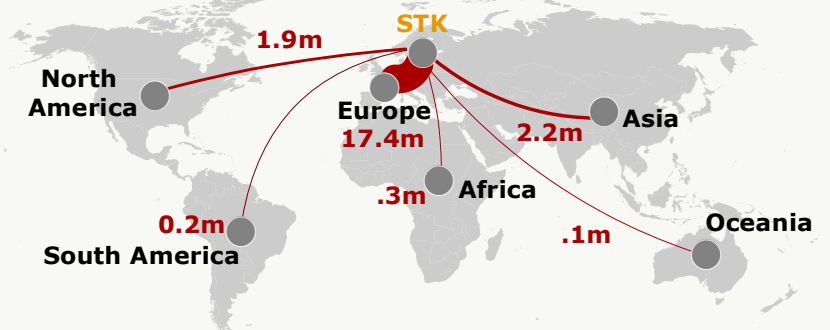 STK
1.9m
North
America
Europe
17.4m
2.2m
Asia
.3m
Africa
0.2m
South America
.1m
Oceania